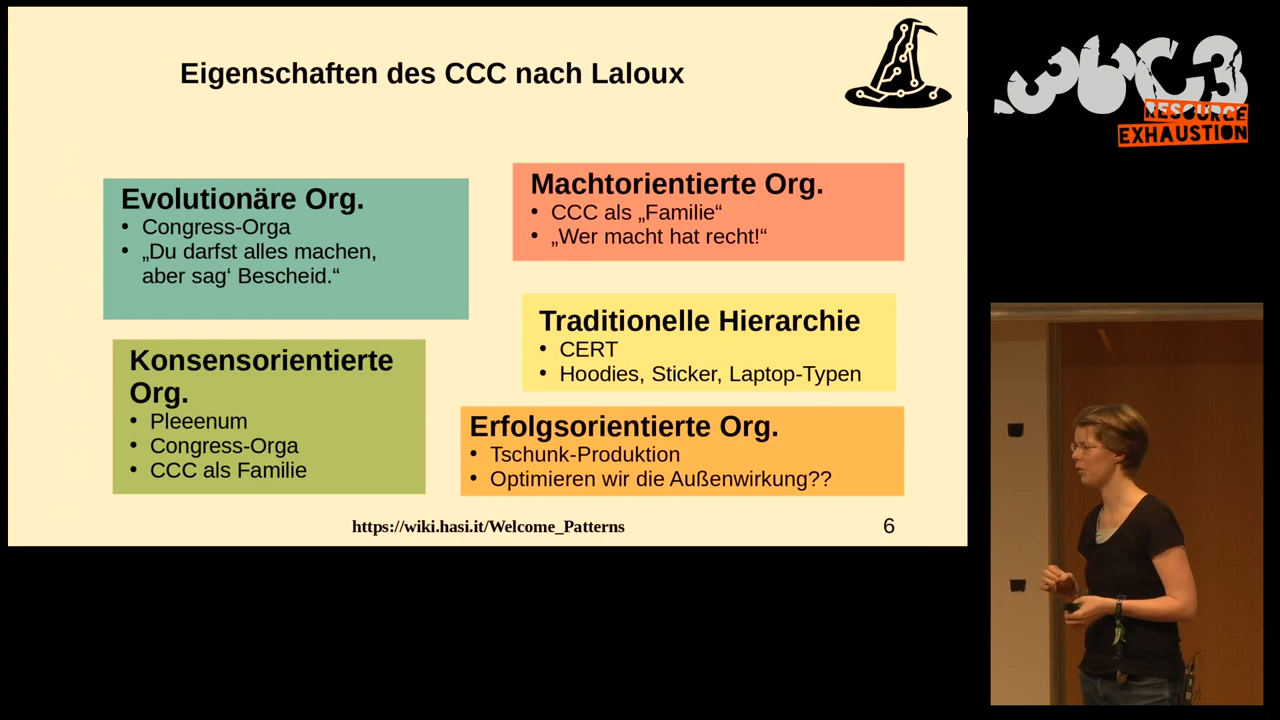 Eigenschaften des CCC nach Laloux
Evolutionäre Org.
• Congress-Orga
• „Du darfst alles machen,
aber sag‘ Bescheid.“
Konsensorientierte
Org.
• Pleeenum
• Congress-Orga
• CCC als Familie
Machtorientierte Org.
• CCC als „Familie“
• „Wer macht hat recht!“
Traditionelle Hierarchie
• CERT
• Hoodies, Sticker, Laptop-Typen
Erfolgsorientierte Org.
• Tschunk-Produktion
• Optimieren wir die Außenwirkung??
https://wiki.hasi.it/Welcome_Patterns
6
36C3
RESOURCE
EXHAUSTION